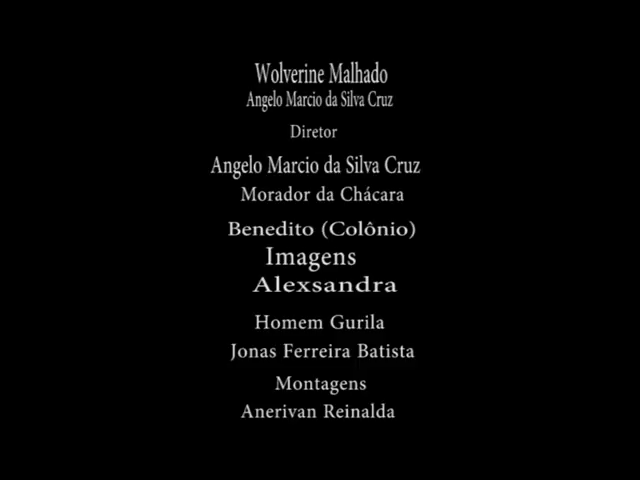 Wolverine Malhado
Angelo Marcio da Silva Cruz
Diretor
Angelo Marcio da Silva Cruz
Morador da Chácara
Benedito (Colônio)
Imagens
Alexsandra
Homem Gurila
Jonas Ferreira Batista
Montagens
Anerivan Reinalda